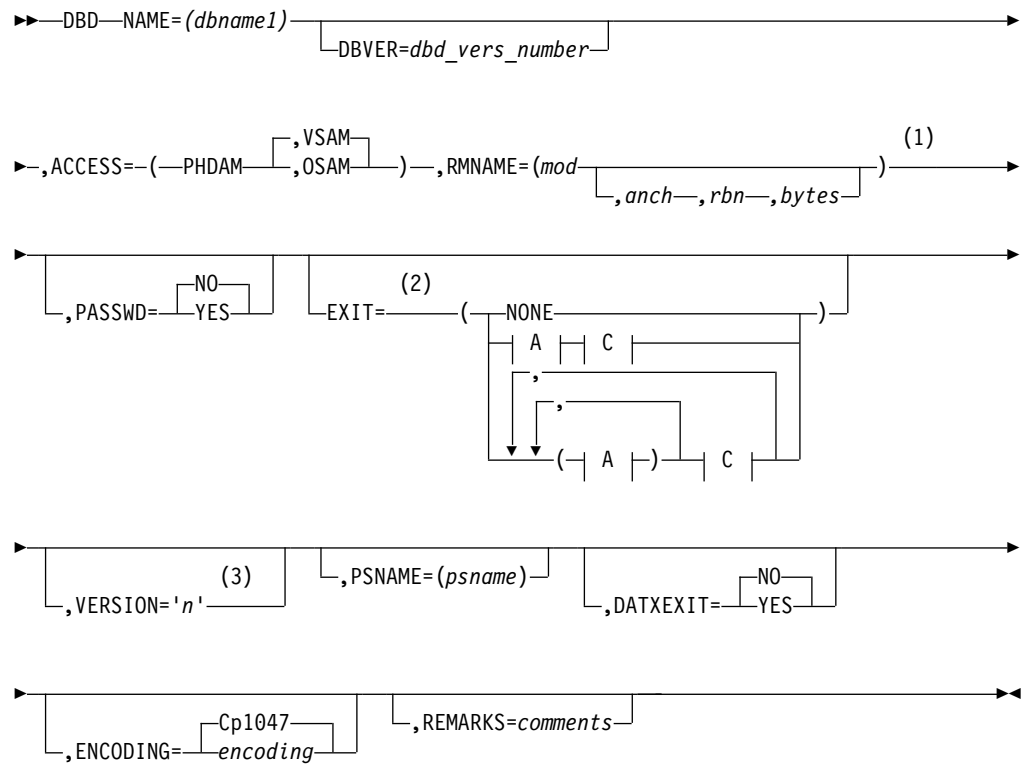 DBD NAME=(dbname1)
DBVER=dbd_vers_number
,VSAM (1)
,ACCESS= ( PHDAM ,OSAM ) ,RMNAME=(mod )
,anch ,rbn ,bytes
NO (2)
,PASSWD= YES EXIT= ( NONE )
A C
,
,
( A ) C
(3) ,PSNAME=(psname) NO
,VERSION='n' ,DATXEXIT= YES
Cp1047 ,REMARKS=comments
,ENCODING= encoding